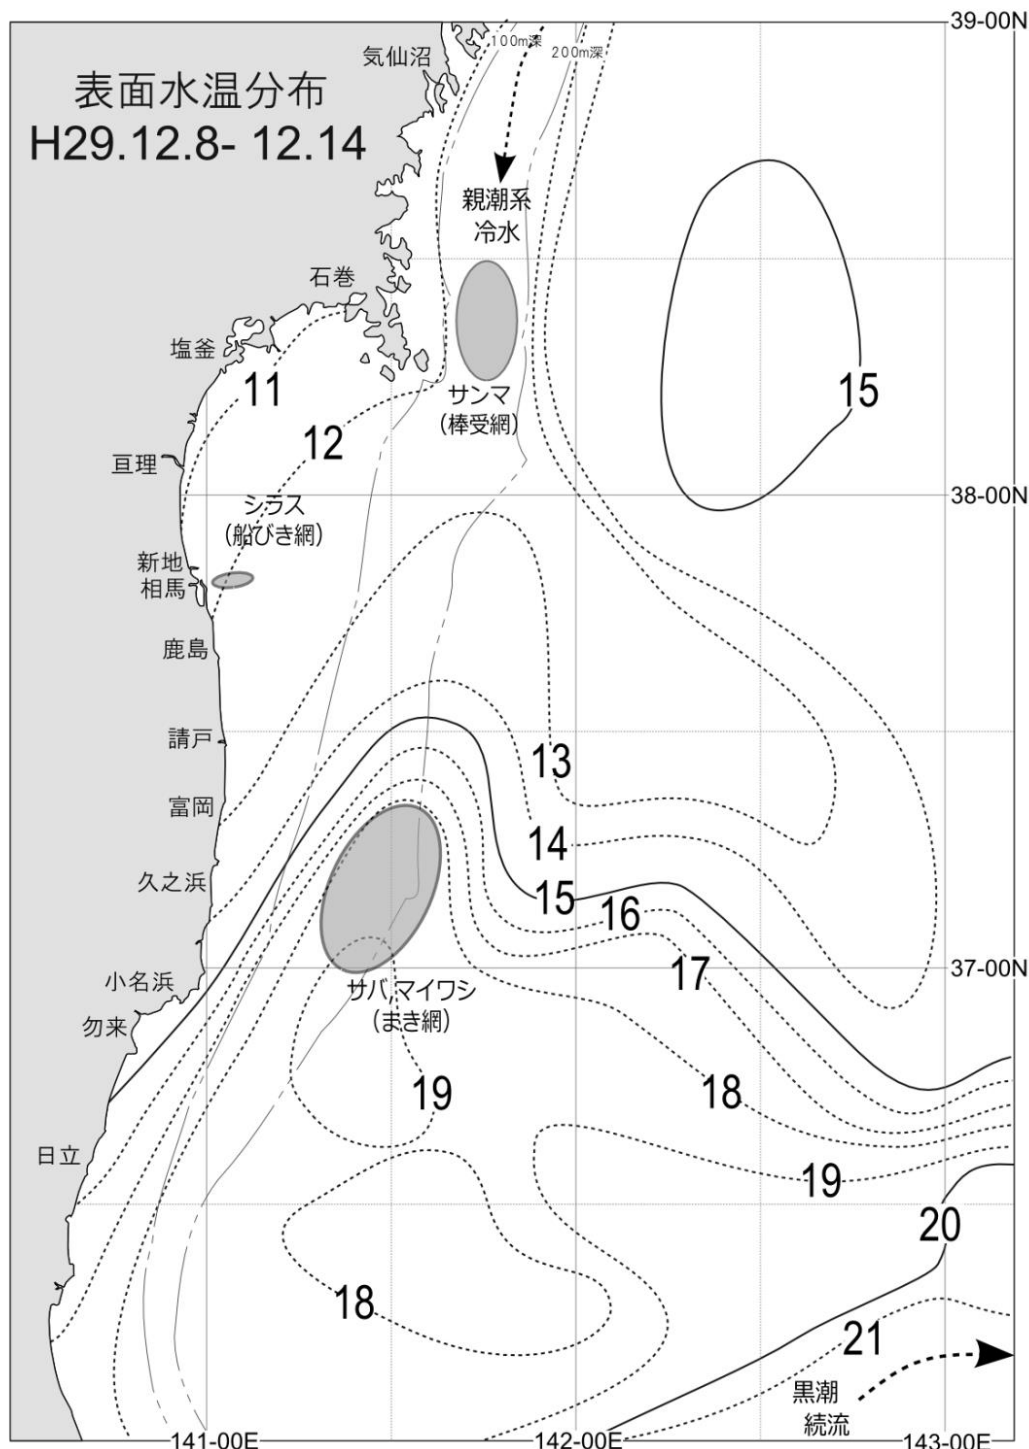 39-00N
100m深
200m深
気仙沼
表面水温分布
H29.12.8- 12.14
親潮系
冷水
石巻
塩釜
11
サンマ
(棒受網)
15
12
亘理
38-00N
シラス
(船びき網)
新地
相馬
鹿島
請戸
13
富岡
14
久之浜
15
16
37-00N
17
小名浜
サバ,マイワシ
(まき網)
勿来
19
18
日立
19
20
18
21
黒潮
続流
141-00E
142-00E
143-00E